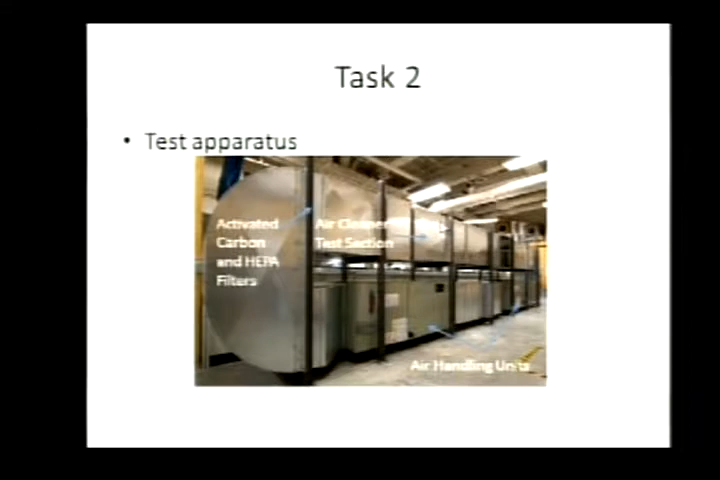 Task 2
• Test apparatus
Activated
Carbon
and HEPA
Filters
Air Cleaner
Test Section
Air Handling Units